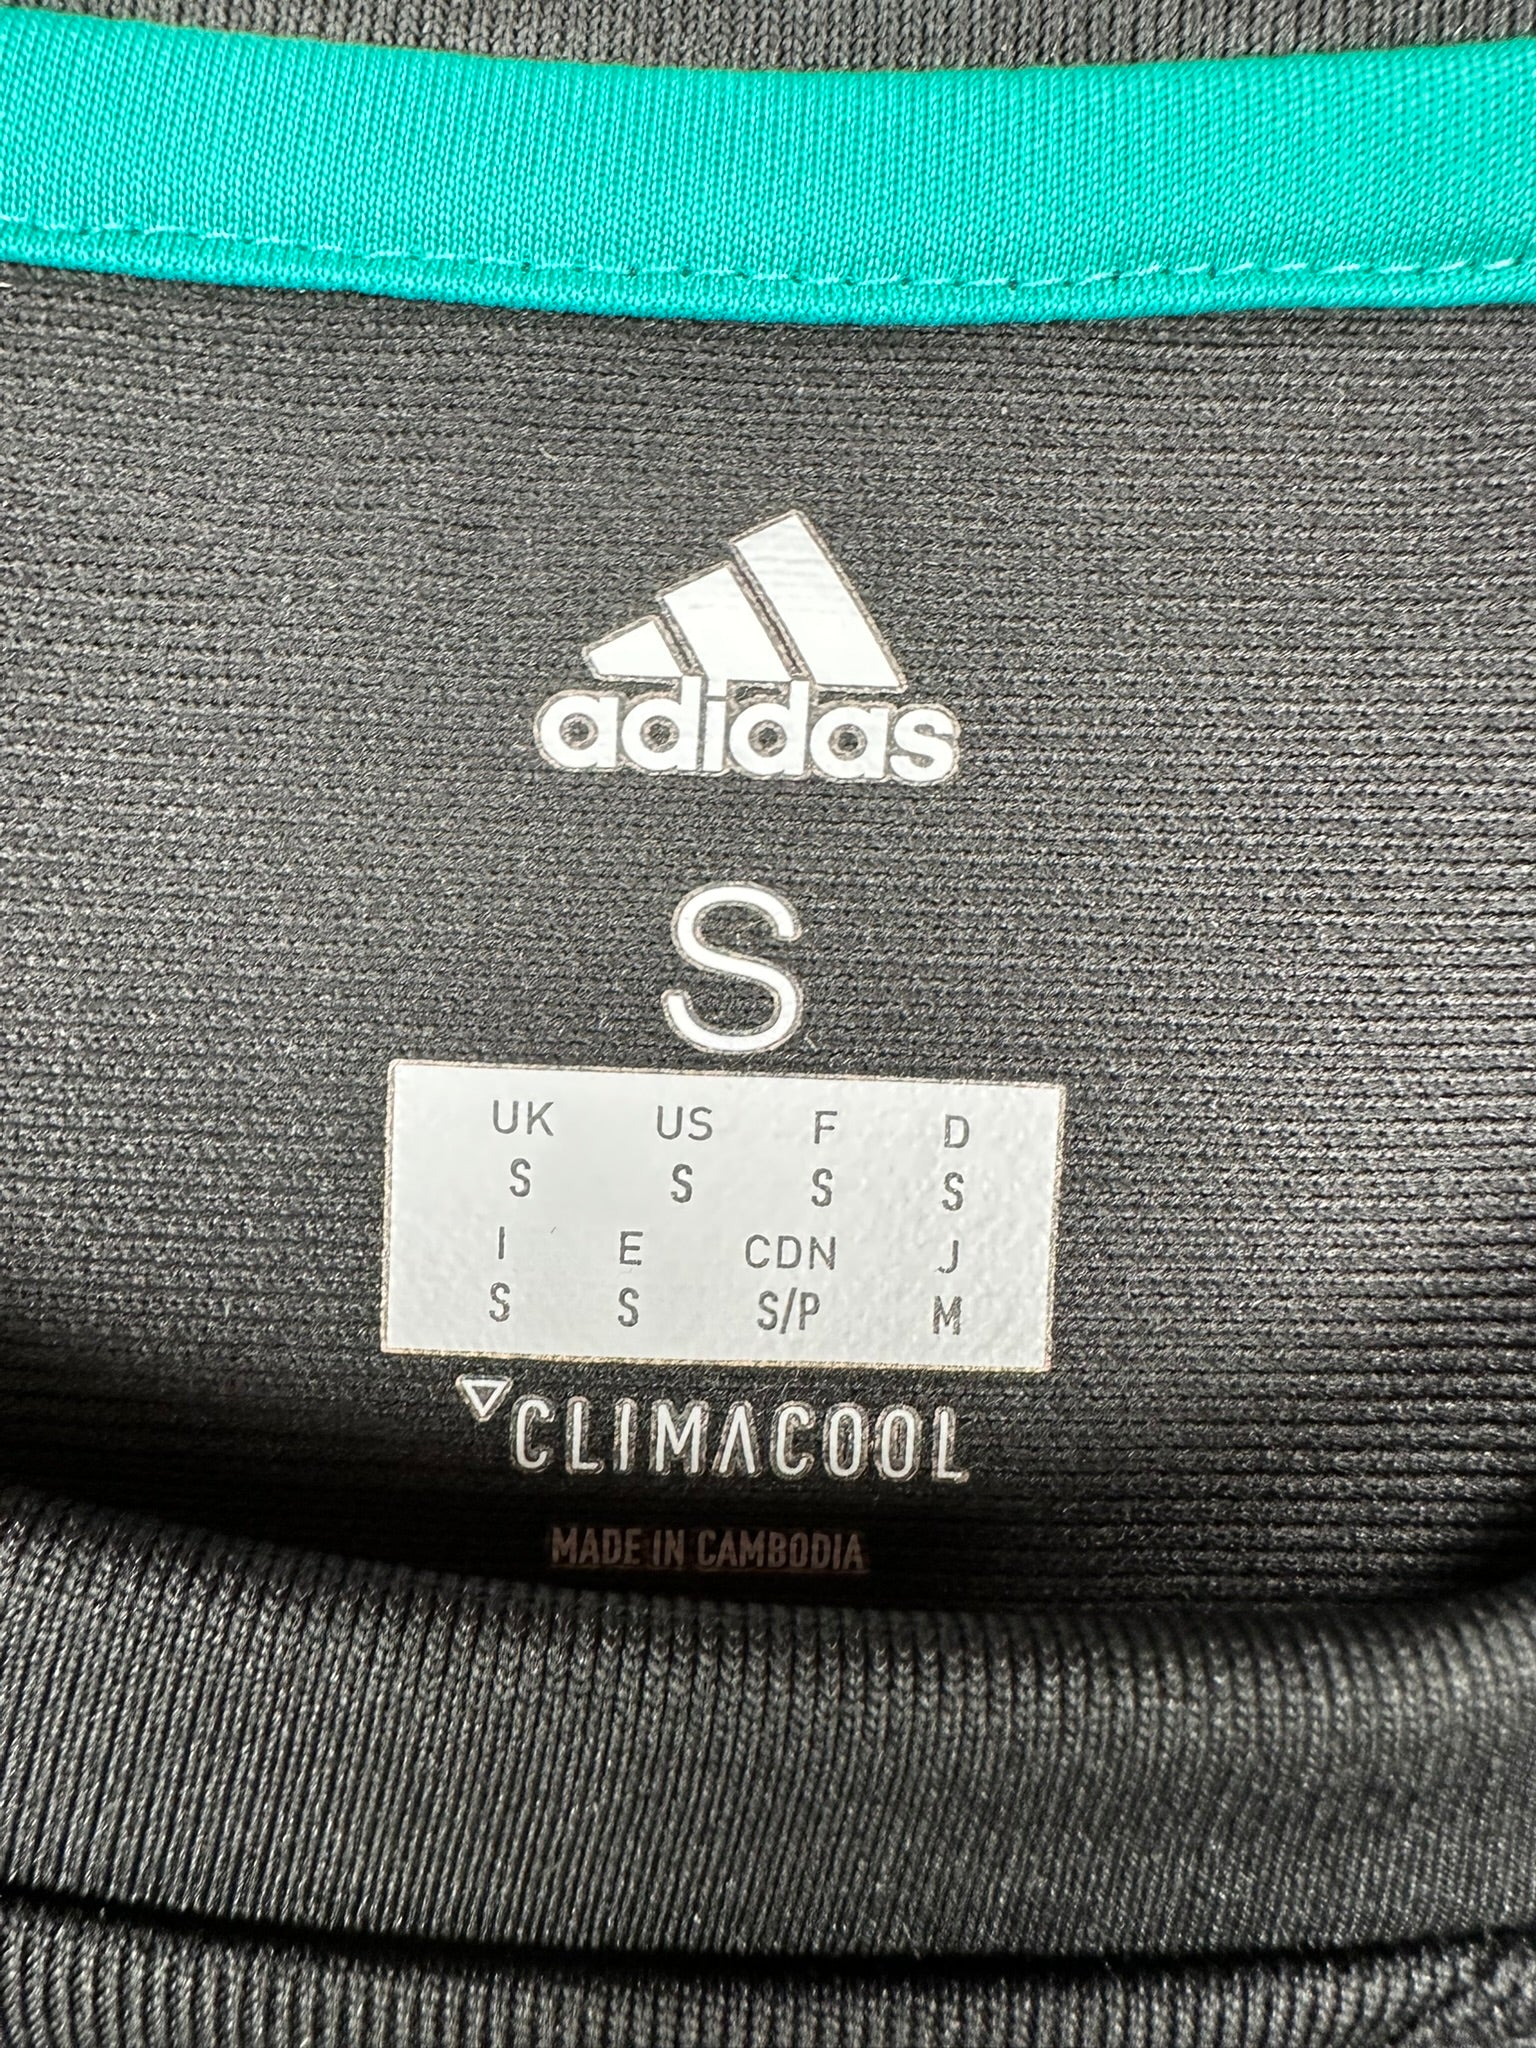 adidas
S
UK US F D
S S S S
I E CDN J
S S S/P M
CLIMACOOL
MADE IN CAMBODIA